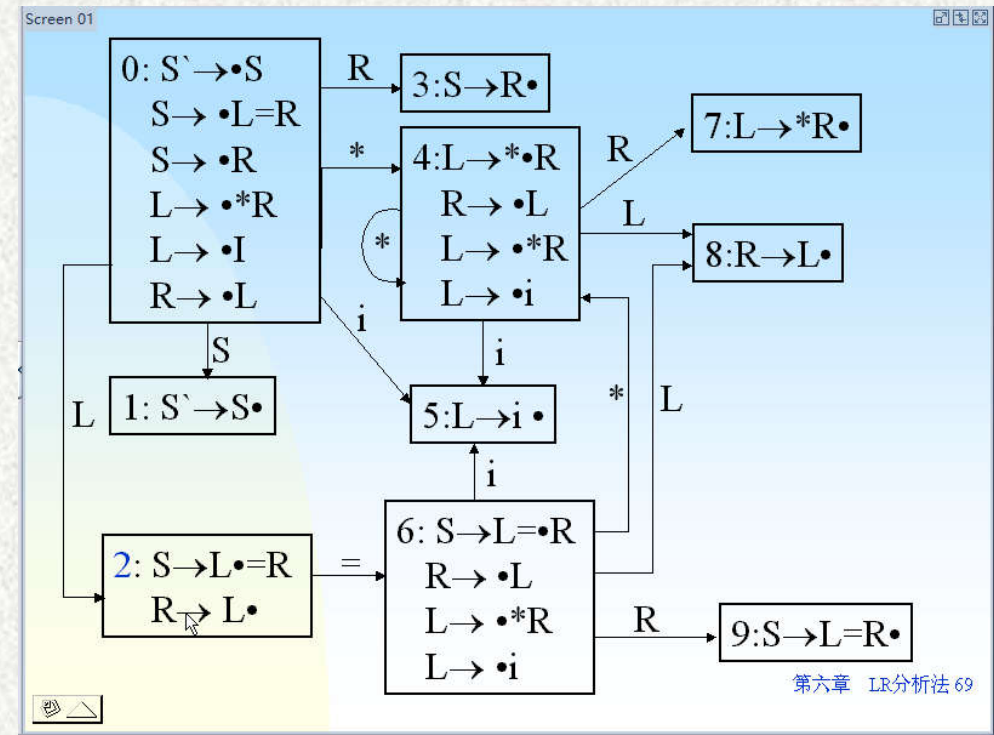 Screen 01
0: S`→•S
S→ •L=R
S→ •R
L→ •*R
L→ •I
R→ •L
R
3:S→R•
*
4:L→*•R
R→ •L
L→ •*R
L→ •i
*
R
7:L→*R•
L
8:R→L•
i
S
1: S`→S•
L
i
5:L→i •
*
L
i
2: S→L•=R
R→ L•
=
6: S→L=•R
R→ •L
L→ •*R
L→ •i
R
9:S→L=R•
第六章 LR分析法 69